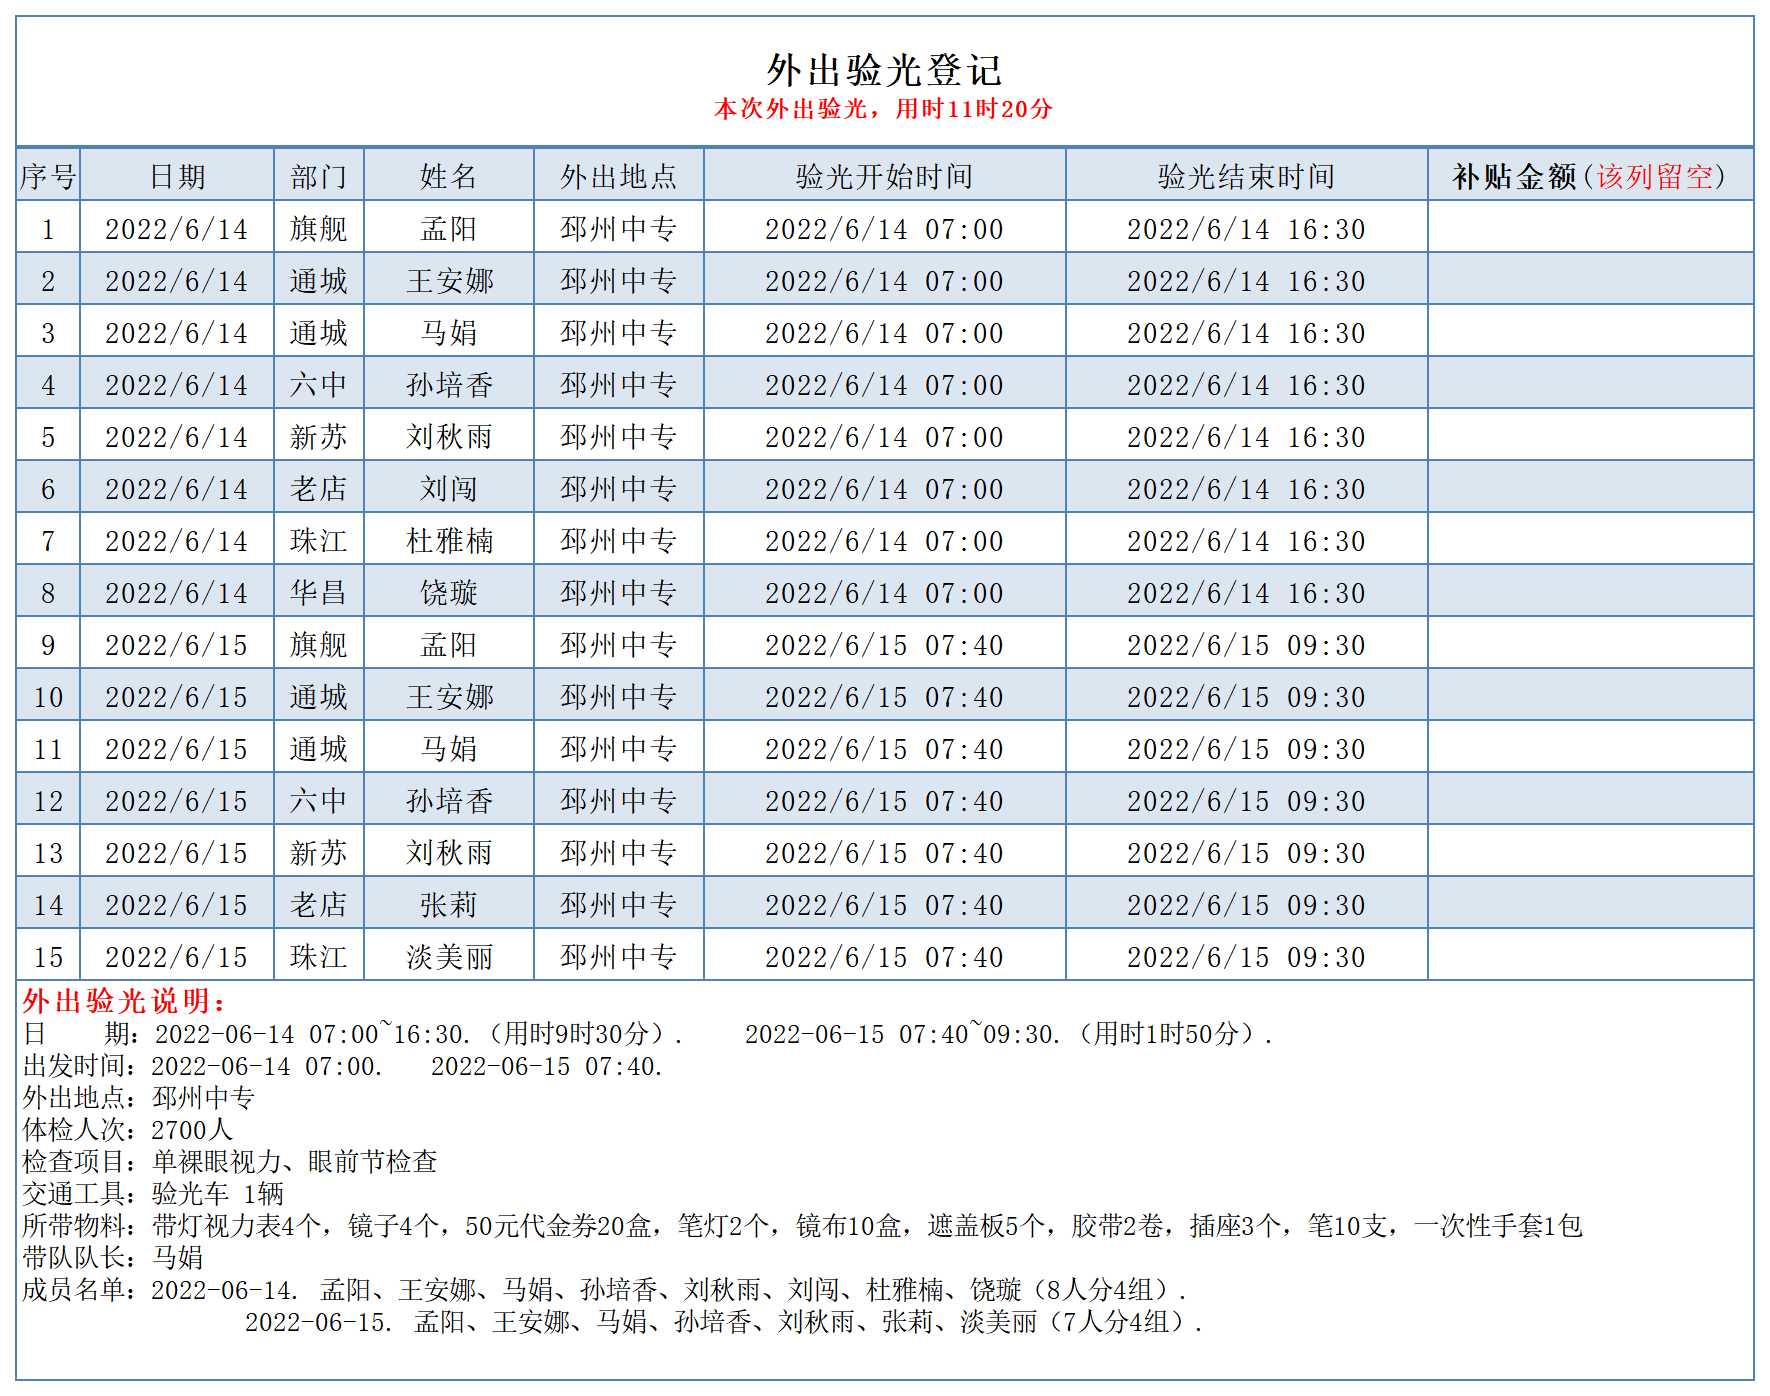 外出验光登记
本次外出验光，用时11时20分
序号 日期 部门 姓名 外出地点 验光开始时间 验光结束时间 补贴金额(该列留空)
1 2022/6/14 旗舰 孟阳 邳州中专 2022/6/14 07:00 2022/6/14 16:30
2 2022/6/14 通城 王安娜 邳州中专 2022/6/14 07:00 2022/6/14 16:30
3 2022/6/14 通城 马娟 邳州中专 2022/6/14 07:00 2022/6/14 16:30
4 2022/6/14 六中 孙培香 邳州中专 2022/6/14 07:00 2022/6/14 16:30
5 2022/6/14 新苏 刘秋雨 邳州中专 2022/6/14 07:00 2022/6/14 16:30
6 2022/6/14 老店 刘闯 邳州中专 2022/6/14 07:00 2022/6/14 16:30
7 2022/6/14 珠江 杜雅楠 邳州中专 2022/6/14 07:00 2022/6/14 16:30
8 2022/6/14 华昌 饶璇 邳州中专 2022/6/14 07:00 2022/6/14 16:30
9 2022/6/15 旗舰 孟阳 邳州中专 2022/6/15 07:40 2022/6/15 09:30
10 2022/6/15 通城 王安娜 邳州中专 2022/6/15 07:40 2022/6/15 09:30
11 2022/6/15 通城 马娟 邳州中专 2022/6/15 07:40 2022/6/15 09:30
12 2022/6/15 六中 孙培香 邳州中专 2022/6/15 07:40 2022/6/15 09:30
13 2022/6/15 新苏 刘秋雨 邳州中专 2022/6/15 07:40 2022/6/15 09:30
14 2022/6/15 老店 张莉 邳州中专 2022/6/15 07:40 2022/6/15 09:30
15 2022/6/15 珠江 淡美丽 邳州中专 2022/6/15 07:40 2022/6/15 09:30
外出验光说明：
日 期：2022-06-14 07:00~16:30.（用时9时30分）. 2022-06-15 07:40~09:30.（用时1时50分）.
出发时间：2022-06-14 07:00. 2022-06-15 07:40.
外出地点：邳州中专
体检人次：2700人
检查项目：单裸眼视力、眼前节检查
交通工具：验光车 1辆
所带物料：带灯视力表4个，镜子4个，50元代金券20盒，笔灯2个，镜布10盒，遮盖板5个，胶带2卷，插座3个，笔10支，一次性手套1包
带队队长：马娟
成员名单：2022-06-14. 孟阳、王安娜、马娟、孙培香、刘秋雨、刘闯、杜雅楠、饶璇（8人分4组）.
2022-06-15. 孟阳、王安娜、马娟、孙培香、刘秋雨、张莉、淡美丽（7人分4组）.